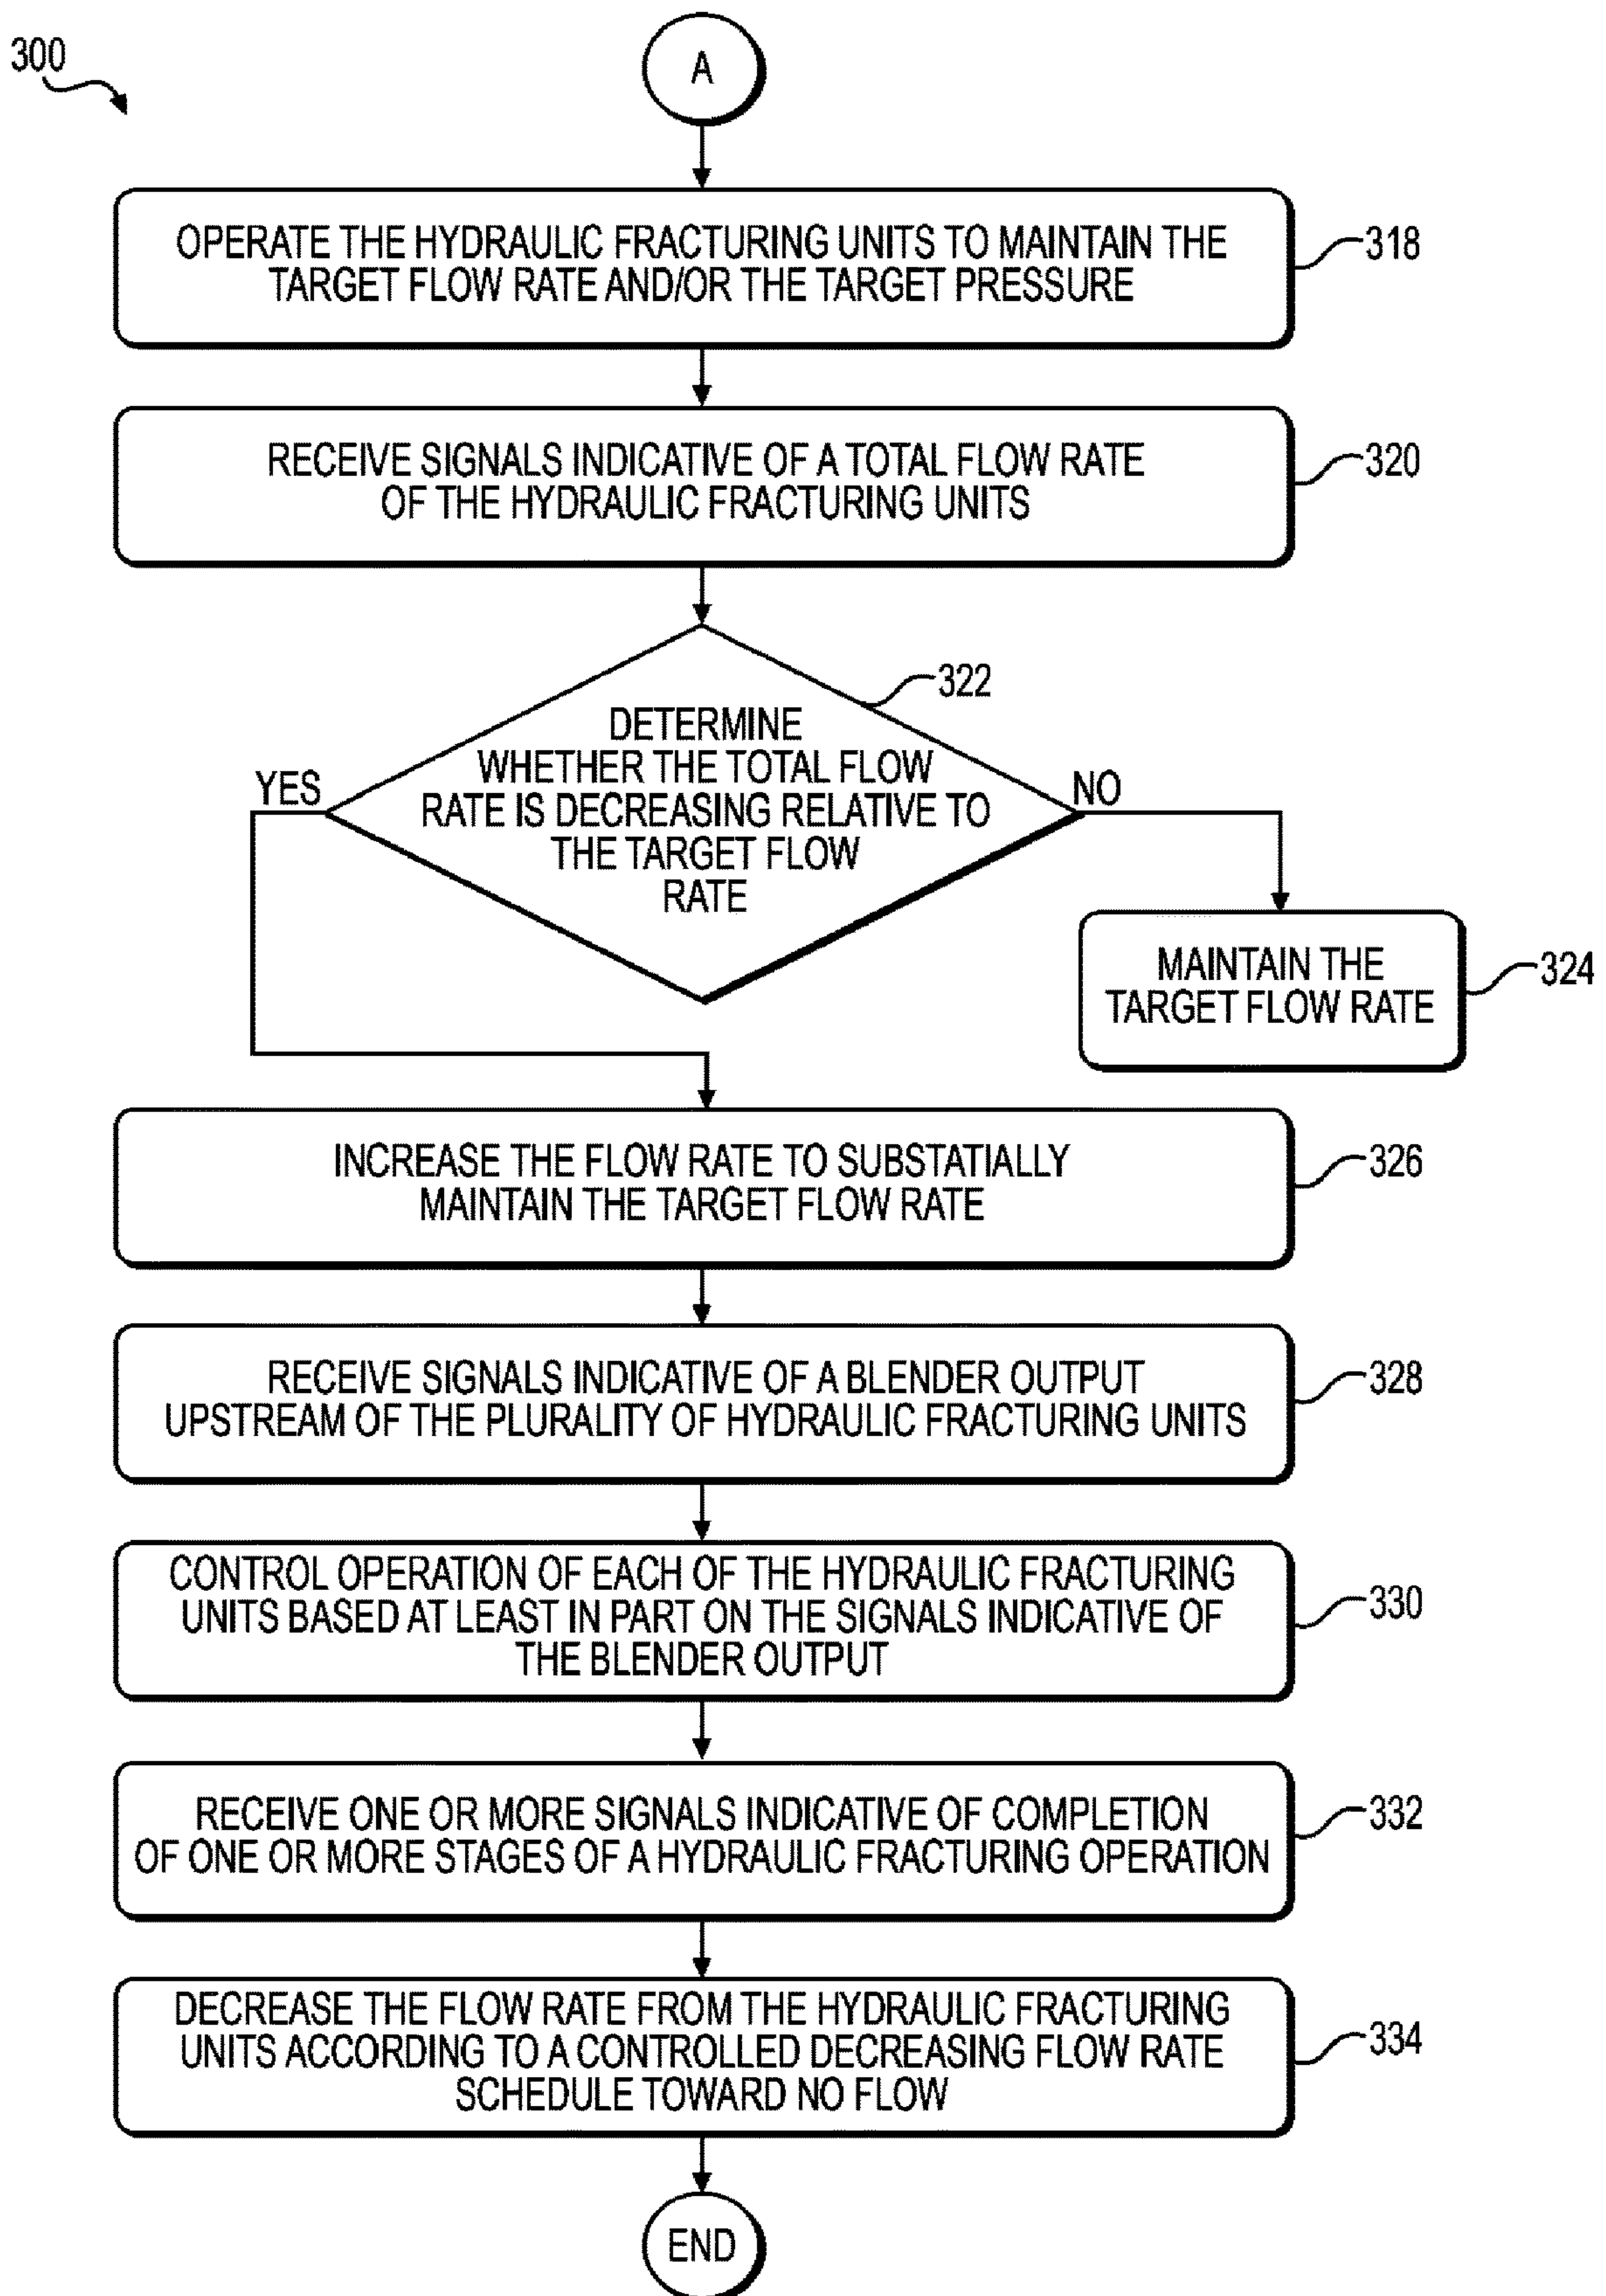 300
A
OPERATE THE HYDRAULIC FRACTURING UNITS TO MAINTAIN THE
TARGET FLOW RATE AND/OR THE TARGET PRESSURE
318
RECEIVE SIGNALS INDICATIVE OF A TOTAL FLOW RATE
OF THE HYDRAULIC FRACTURING UNITS
320
322
DETERMINE
WHETHER THE TOTAL FLOW
RATE IS DECREASING RELATIVE TO
THE TARGET FLOW
RATE
YES
NO
MAINTAIN THE
TARGET FLOW RATE
324
INCREASE THE FLOW RATE TO SUBSTATIALLY
MAINTAIN THE TARGET FLOW RATE
326
RECEIVE SIGNALS INDICATIVE OF A BLENDER OUTPUT
UPSTREAM OF THE PLURALITY OF HYDRAULIC FRACTURING UNITS
328
CONTROL OPERATION OF EACH OF THE HYDRAULIC FRACTURING
UNITS BASED AT LEAST IN PART ON THE SIGNALS INDICATIVE OF
THE BLENDER OUTPUT
330
RECEIVE ONE OR MORE SIGNALS INDICATIVE OF COMPLETION
OF ONE OR MORE STAGES OF A HYDRAULIC FRACTURING OPERATION
332
DECREASE THE FLOW RATE FROM THE HYDRAULIC FRACTURING
UNITS ACCORDING TO A CONTROLLED DECREASING FLOW RATE
SCHEDULE TOWARD NO FLOW
334
END